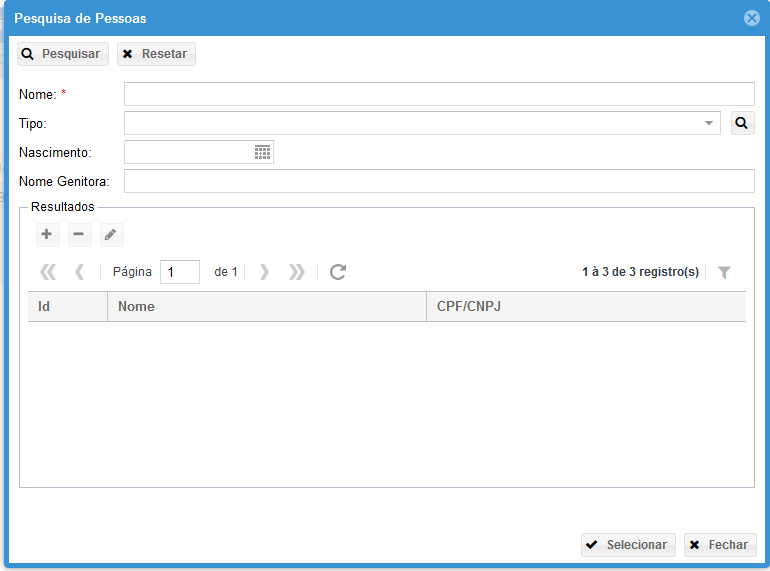 Pesquisa de Pessoas
Pesquisar Resetar
Nome: *
Tipo:
Nascimento:
Nome Genitora:
Resultados
Página 1 de 1 1 à 3 de 3 registro(s)
Id Nome CPF/CNPJ
Selecionar Fechar